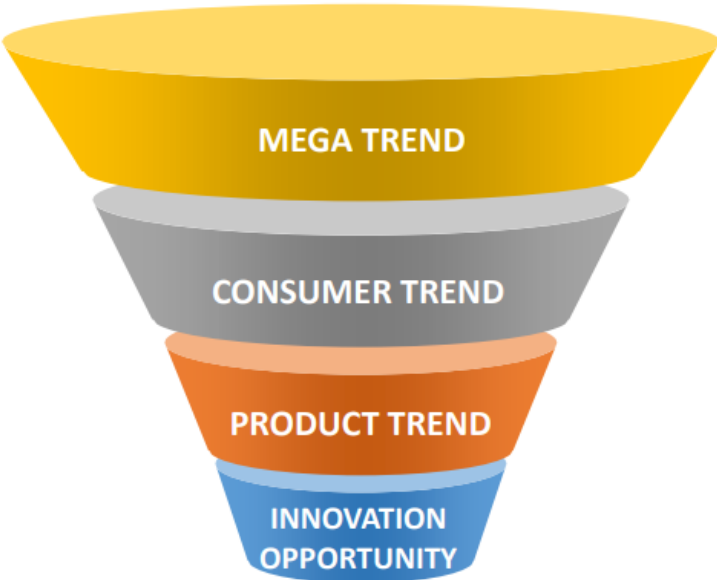 MEGA TREND
CONSUMER TREND
PRODUCT TREND
INNOVATION
OPPORTUNITY